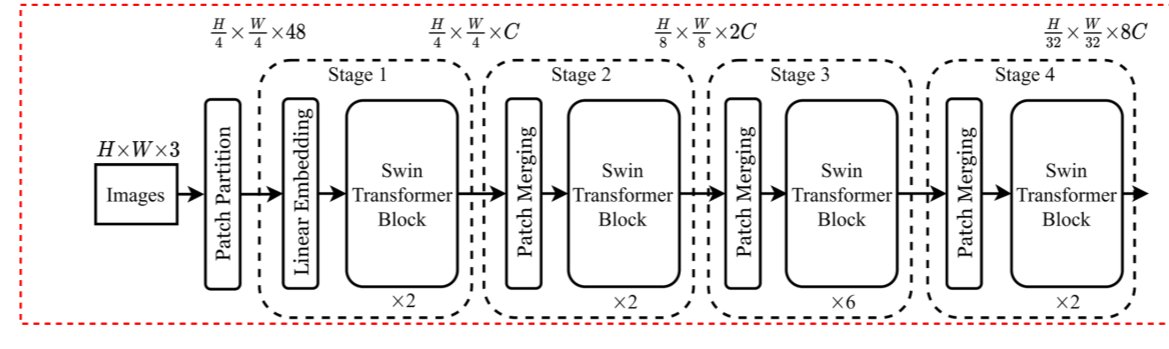 H/4 × W/4 × 48
H/4 × W/4 × C
H/8 × W/8 × 2C
H/32 × W/32 × 8C
Stage 1
Stage 2
Stage 3
Stage 4
H×W×3
Images
Patch Partition
Linear Embedding
Swin
Transformer
Block
×2
Patch Merging
Swin
Transformer
Block
×2
Patch Merging
Swin
Transformer
Block
×6
Patch Merging
Swin
Transformer
Block
×2